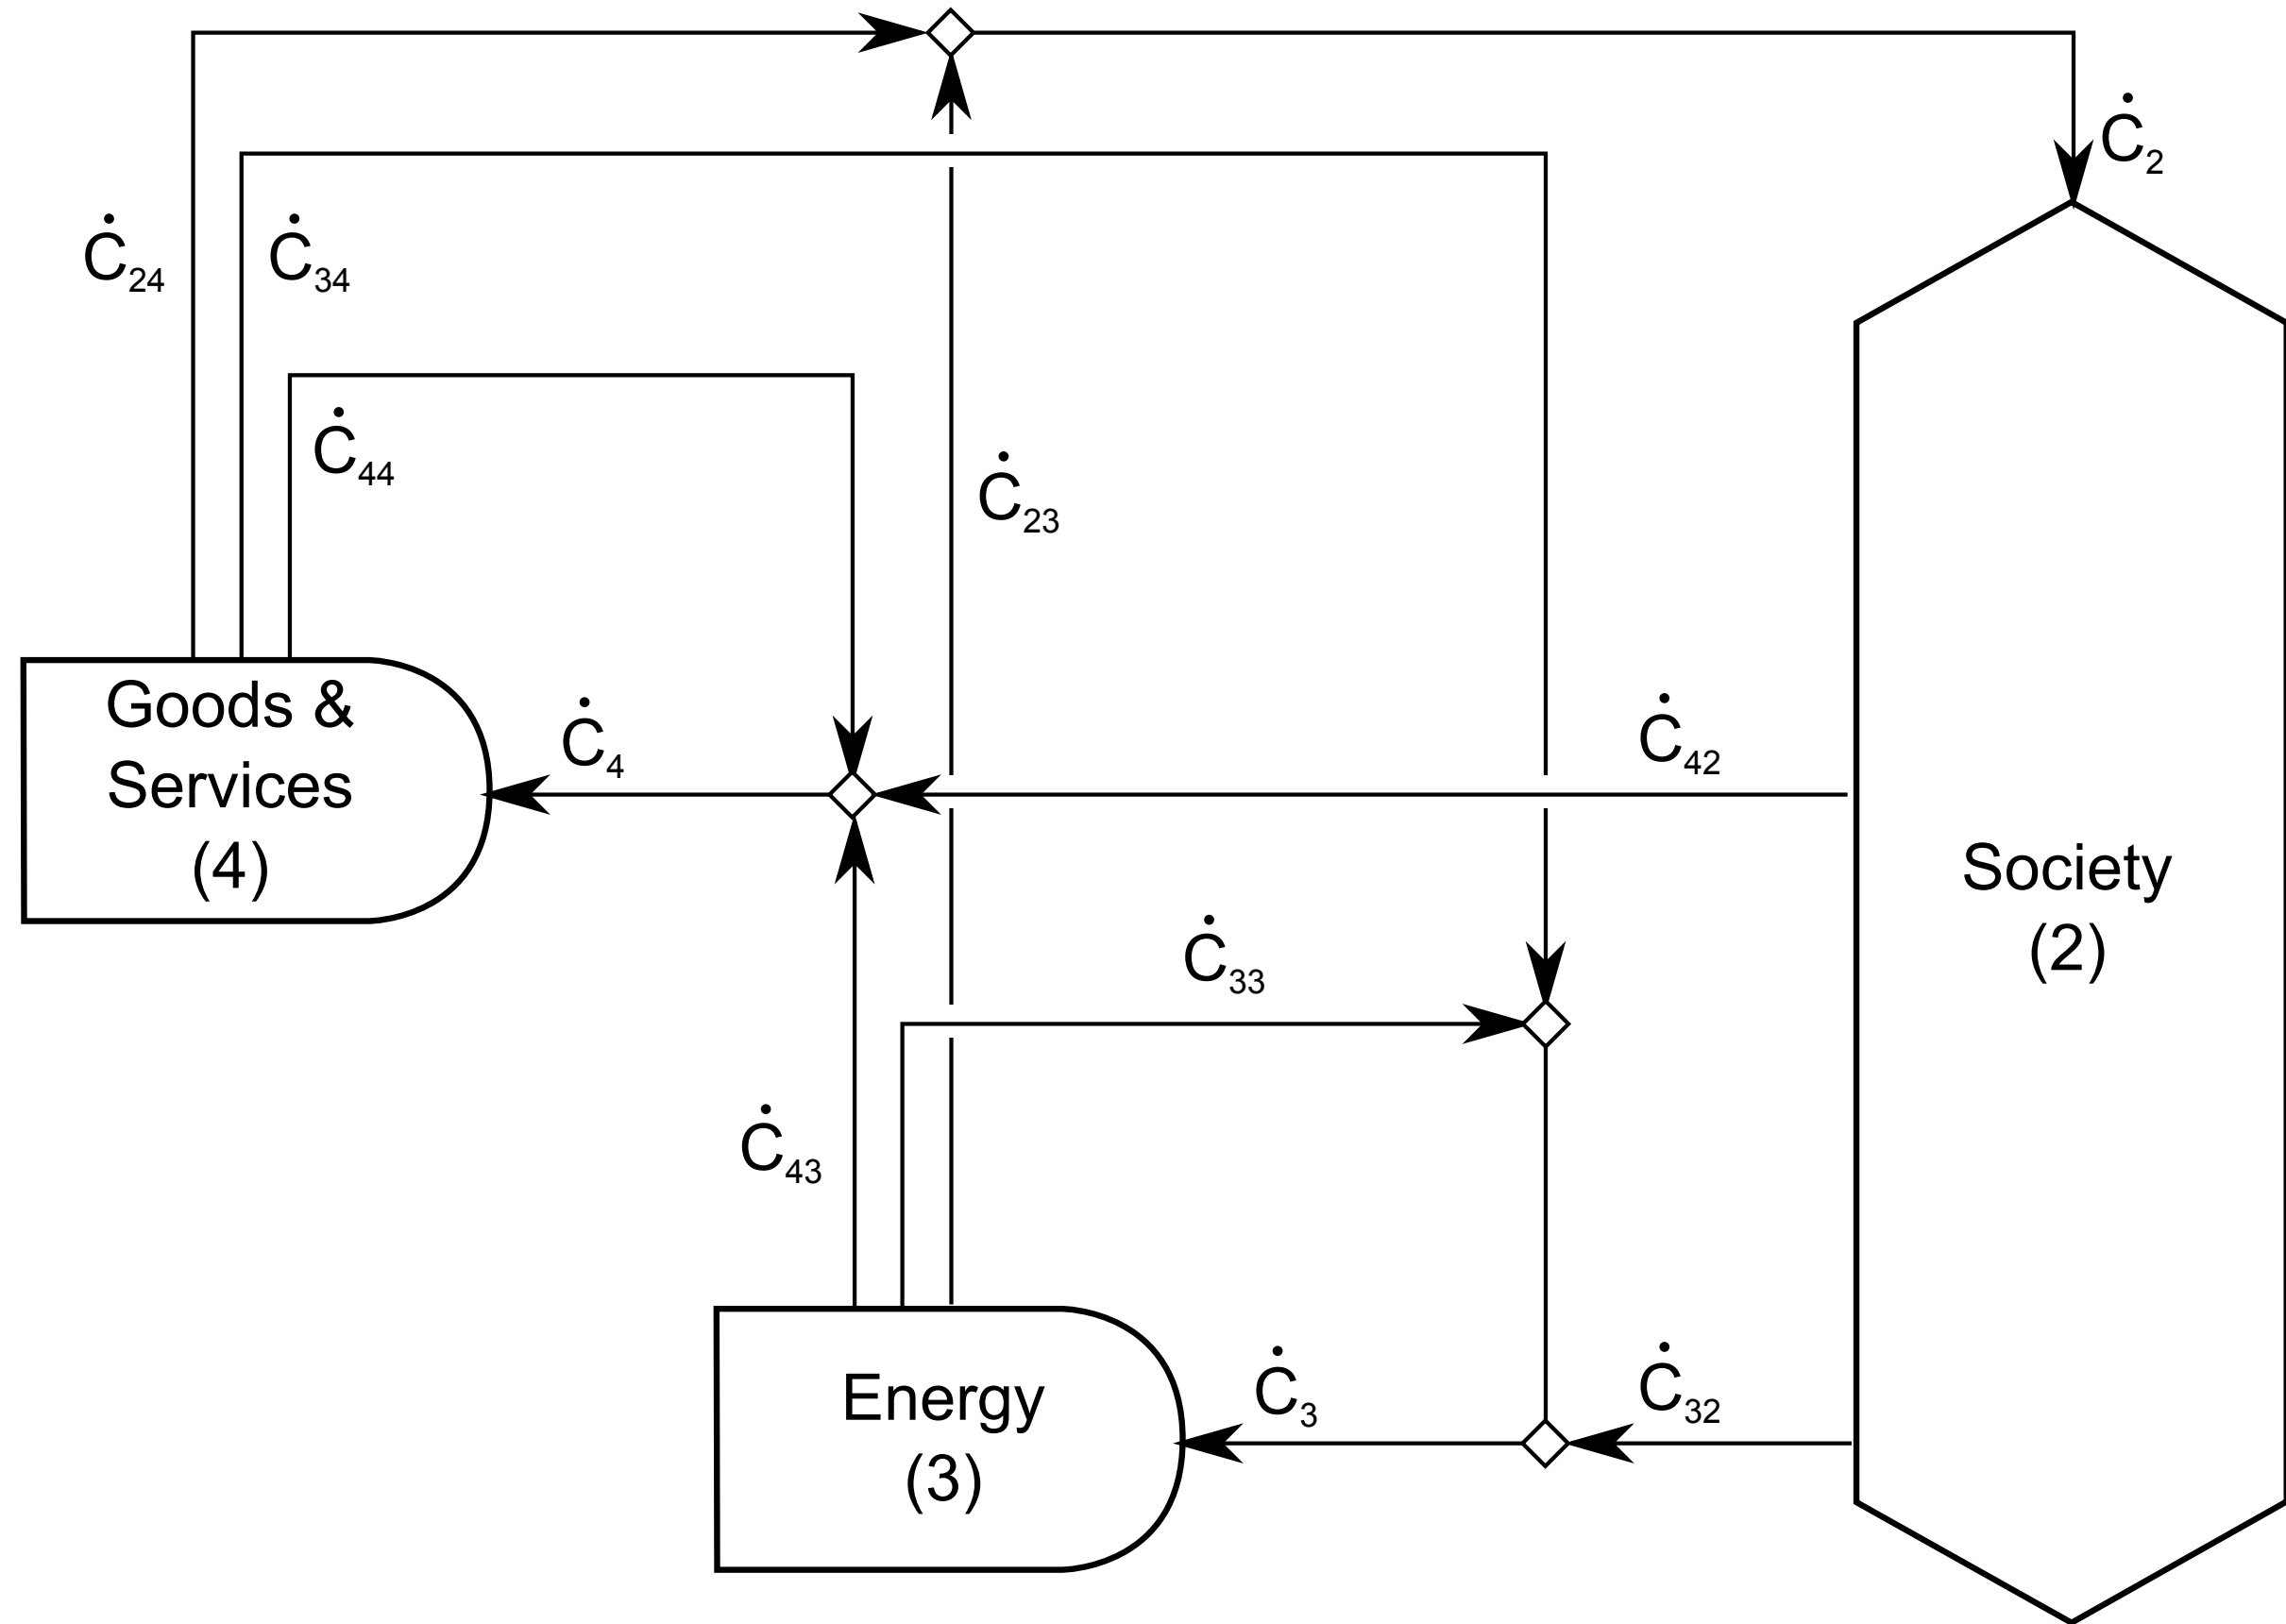 Ċ₂
Ċ₂₄
Ċ₃₄
Ċ₄₄
Ċ₂₃
Goods &
Services
(4)
Ċ₄
Ċ₄₂
Society
(2)
Ċ₃₃
Ċ₄₃
Energy
(3)
Ċ₃
Ċ₃₂